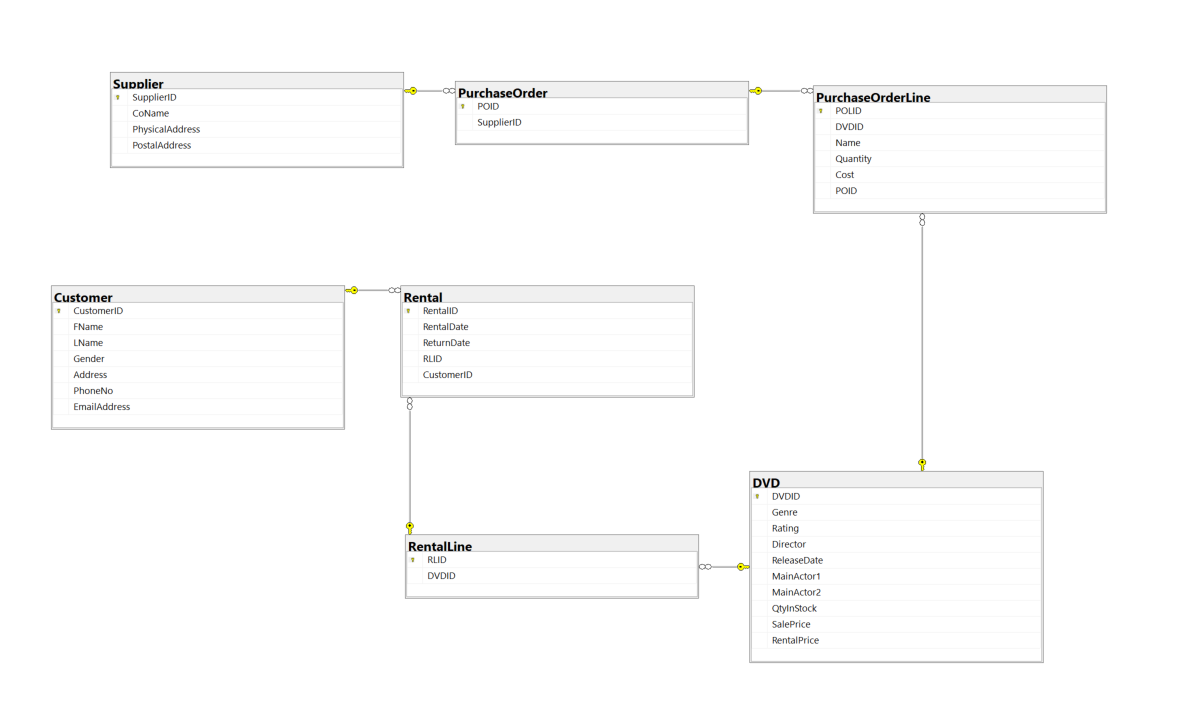 Supplier
SupplierID
CoName
PhysicalAddress
PostalAddress
PurchaseOrder
POID
SupplierID
PurchaseOrderLine
POLID
DVDID
Name
Quantity
Cost
POID
Customer
CustomerID
FName
LName
Gender
Address
PhoneNo
EmailAddress
Rental
RentalID
RentalDate
ReturnDate
RLID
CustomerID
RentalLine
RLID
DVDID
DVD
DVDID
Genre
Rating
Director
ReleaseDate
MainActor1
MainActor2
QtyInStock
SalePrice
RentalPrice